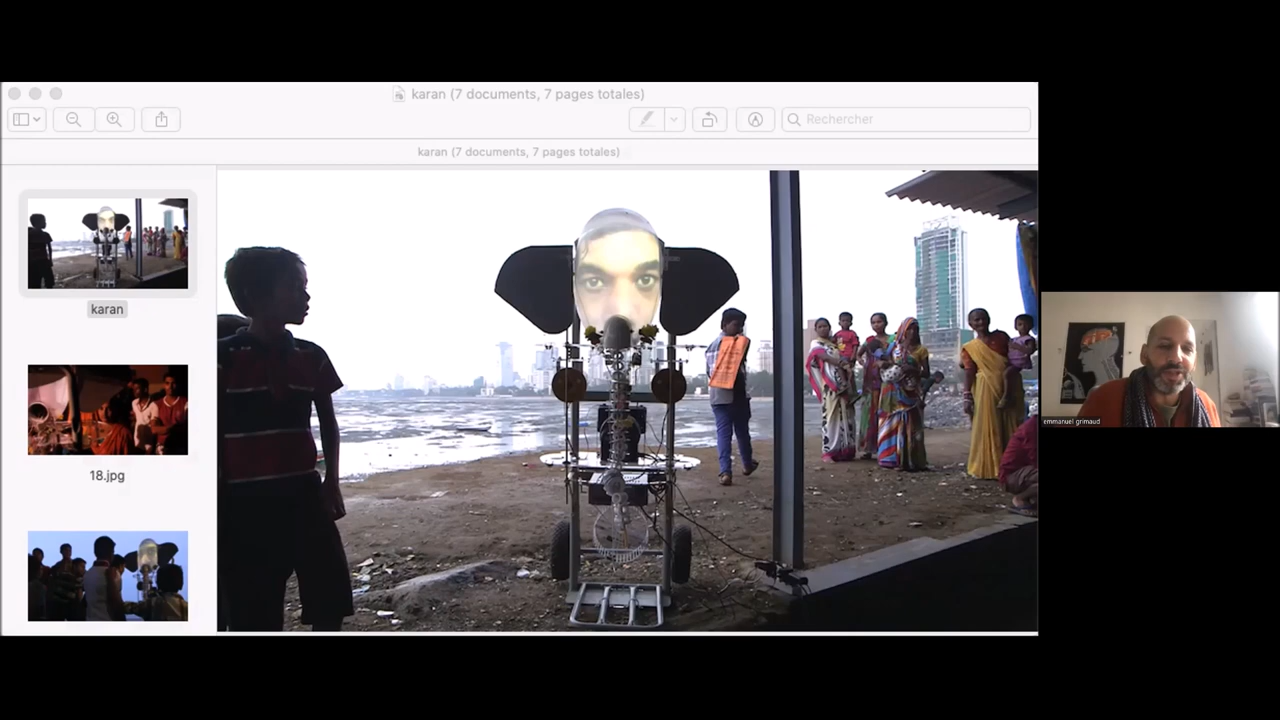 karan (7 documents, 7 pages totales)
Rechercher
karan (7 documents, 7 pages totales)
karan
18.jpg
emmanuel grimaud